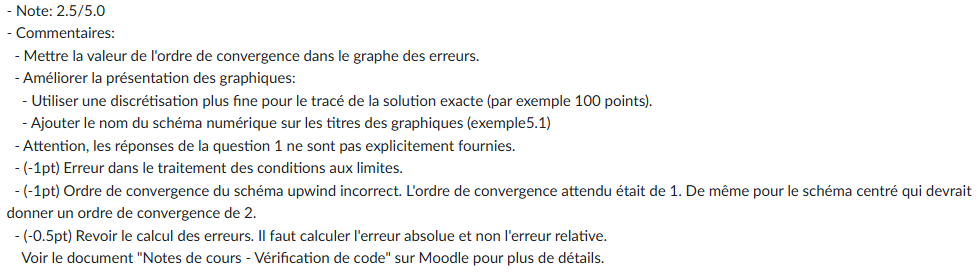 - Note: 2.5/5.0
- Commentaires:
- Mettre la valeur de l'ordre de convergence dans le graphe des erreurs.
- Améliorer la présentation des graphiques:
- Utiliser une discrétisation plus fine pour le tracé de la solution exacte (par exemple 100 points).
- Ajouter le nom du schéma numérique sur les titres des graphiques (exemple5.1)
- Attention, les réponses de la question 1 ne sont pas explicitement fournies.
- (-1pt) Erreur dans le traitement des conditions aux limites.
- (-1pt) Ordre de convergence du schéma upwind incorrect. L'ordre de convergence attendu était de 1. De même pour le schéma centré qui devrait
donner un ordre de convergence de 2.
- (-0.5pt) Revoir le calcul des erreurs. Il faut calculer l'erreur absolue et non l'erreur relative.
Voir le document "Notes de cours - Vérification de code" sur Moodle pour plus de détails.